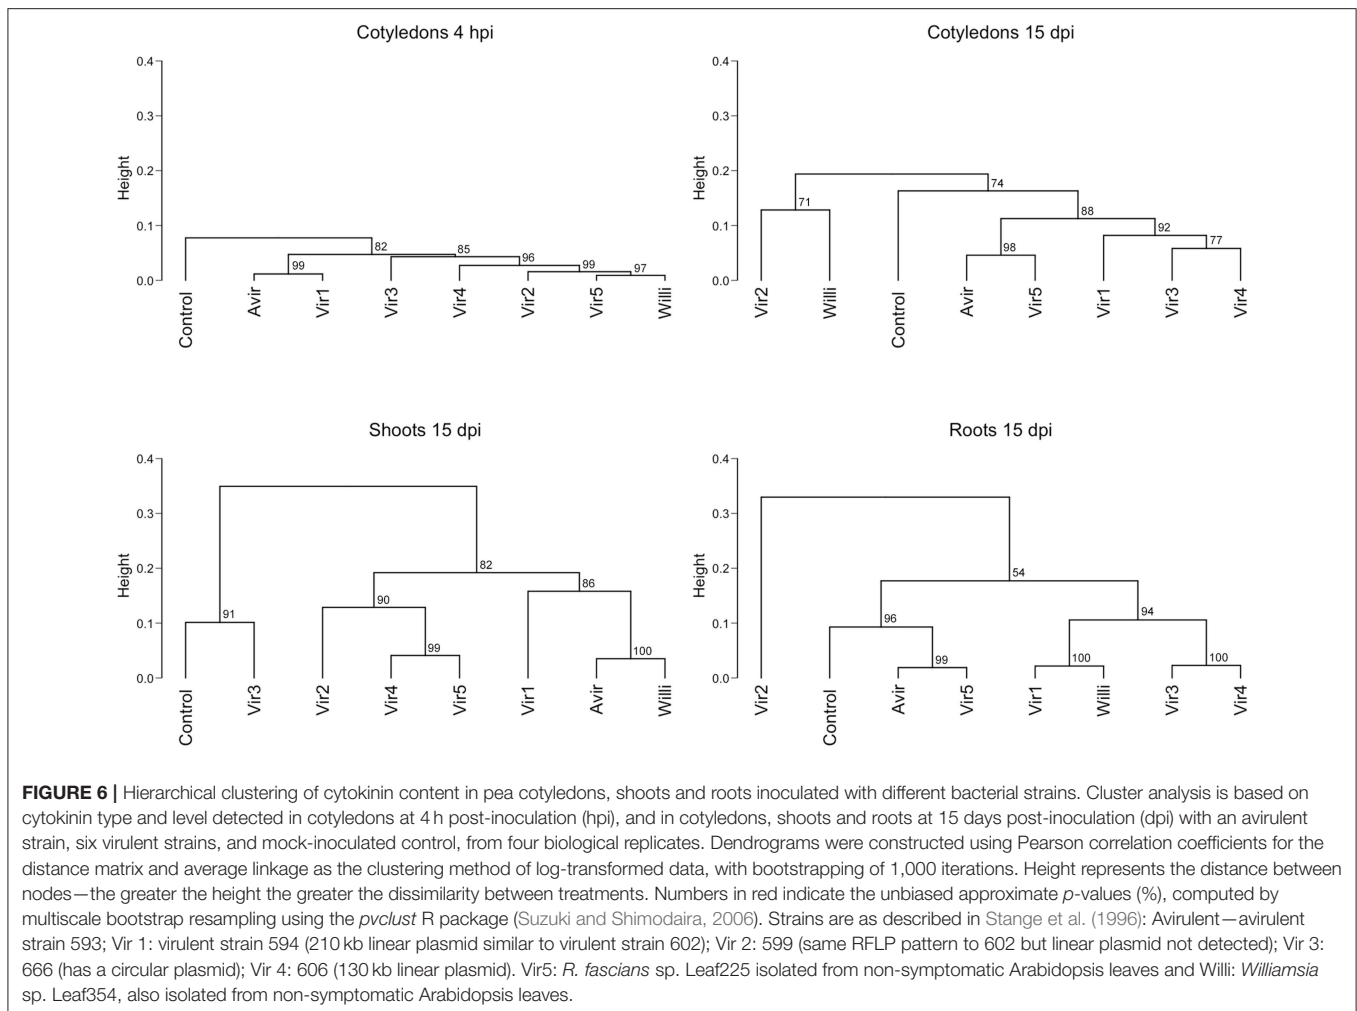 Cotyledons 4 hpi
Cotyledons 15 dpi
0.4
0.3
0.2
0.1
0.0
Height
82
85
96
99
97
99
Control
Avir
Vir1
Vir3
Vir4
Vir2
Vir5
Willi
0.4
0.3
0.2
0.1
0.0
Height
74
71
88
92
77
98
Vir2
Willi
Control
Avir
Vir5
Vir1
Vir3
Vir4
Shoots 15 dpi
Roots 15 dpi
0.4
0.3
0.2
0.1
0.0
Height
82
86
90
91
99
100
Control
Vir3
Vir2
Vir4
Vir5
Vir1
Avir
Willi
0.4
0.3
0.2
0.1
0.0
Height
54
94
96
99
100
100
Vir2
Control
Avir
Vir5
Vir1
Willi
Vir3
Vir4
FIGURE 6 | Hierarchical clustering of cytokinin content in pea cotyledons, shoots and roots inoculated with different bacterial strains. Cluster analysis is based on
cytokinin type and level detected in cotyledons at 4 h post-inoculation (hpi), and in cotyledons, shoots and roots at 15 days post-inoculation (dpi) with an avirulent
strain, six virulent strains, and mock-inoculated control, from four biological replicates. Dendrograms were constructed using Pearson correlation coefficients for the
distance matrix and average linkage as the clustering method of log-transformed data, with bootstrapping of 1,000 iterations. Height represents the distance between
nodes—the greater the height the greater the dissimilarity between treatments. Numbers in red indicate the unbiased approximate p-values (%), computed by
multiscale bootstrap resampling using the pvclust R package (Suzuki and Shimodaira, 2006). Strains are as described in Stange et al. (1996): Avirulent—avirulent
strain 593; Vir 1: virulent strain 594 (210 kb linear plasmid similar to virulent strain 602); Vir 2: 599 (same RFLP pattern to 602 but linear plasmid not detected); Vir 3:
666 (has a circular plasmid); Vir 4: 606 (130 kb linear plasmid). Vir5: R. fascians sp. Leaf225 isolated from non-symptomatic Arabidopsis leaves and Willi: Williamsia
sp. Leaf354, also isolated from non-symptomatic Arabidopsis leaves.